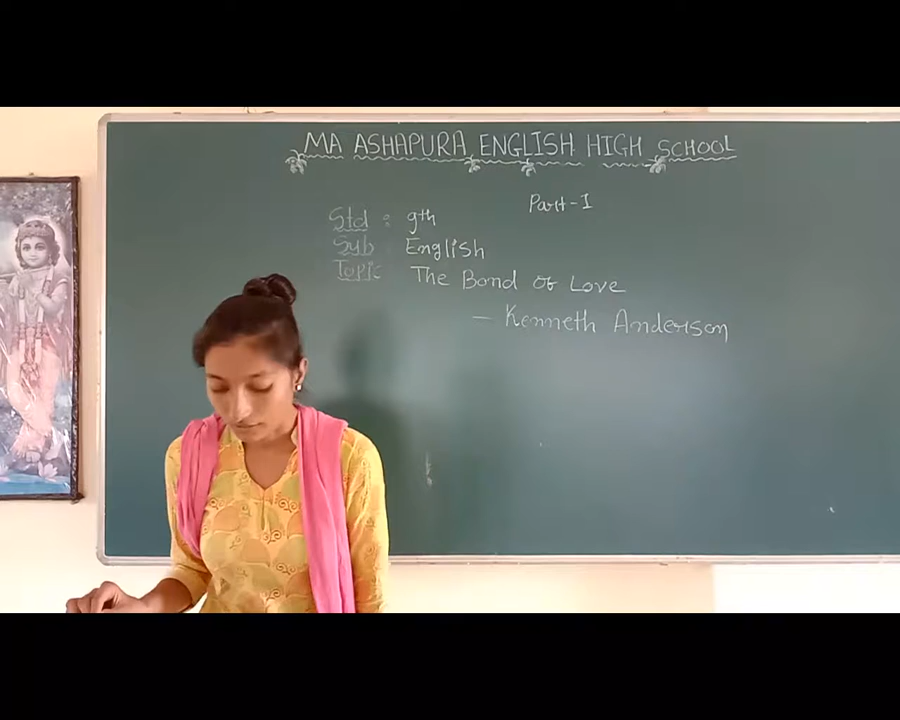 MA ASHAPURA ENGLISH HIGH SCHOOL
Part-I
Std : 9th
Sub : English
Topic The Bond of Love
- Kenneth Anderson